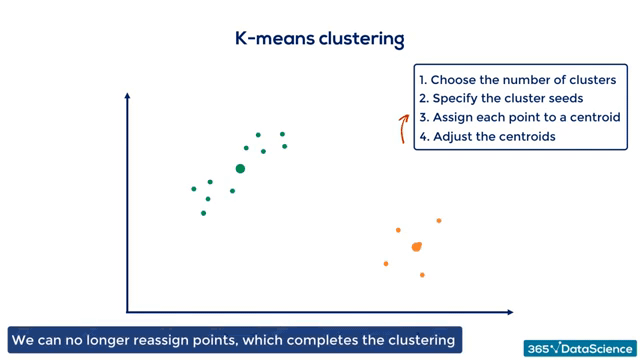 K-means clustering
1. Choose the number of clusters
2. Specify the cluster seeds
3. Assign each point to a centroid
4. Adjust the centroids
We can no longer reassign points, which completes the clustering
365√DataScience